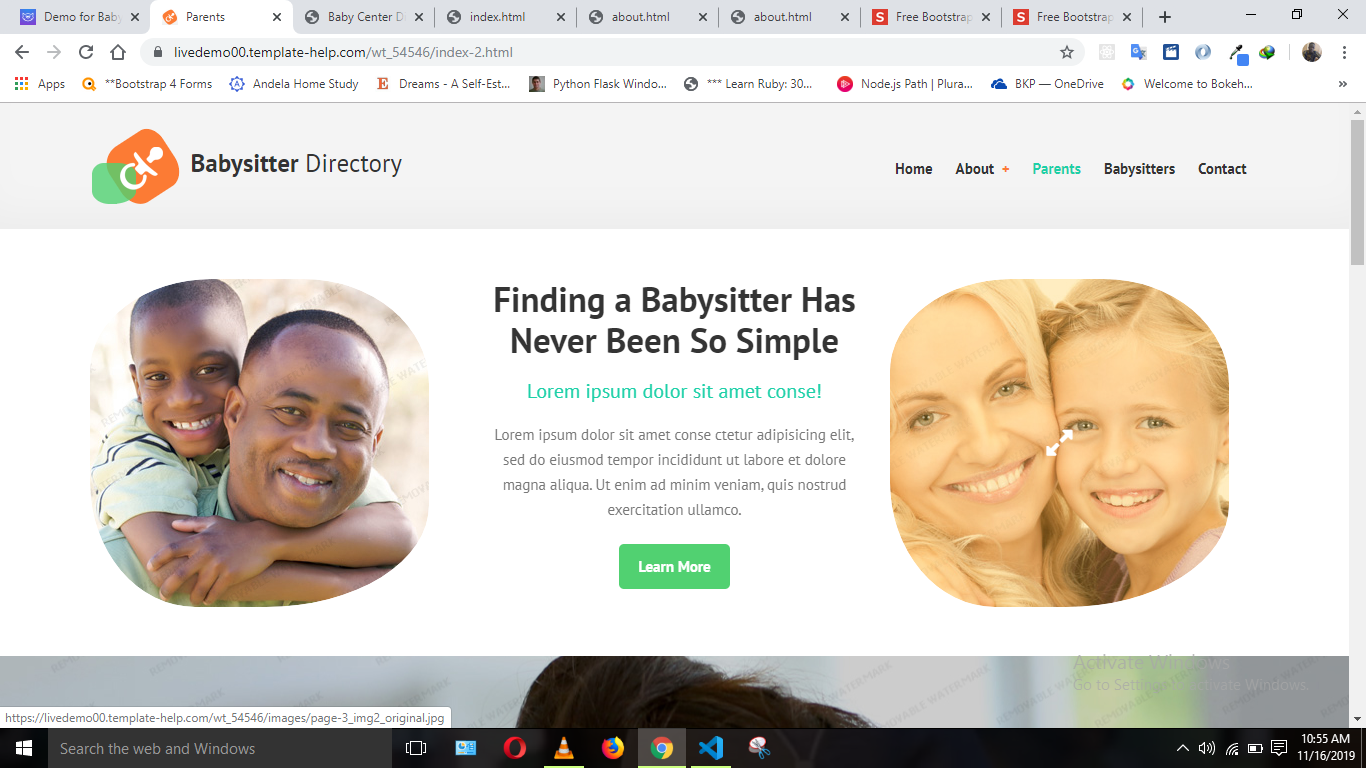 Demo for Baby
Parents
Baby Center D
index.html
about.html
about.html
Free Bootstrap
Free Bootstrap
livedemo00.template-help.com/wt_54546/index-2.html
Apps
**Bootstrap 4 Forms
Andela Home Study
Dreams - A Self-Est...
Python Flask Windo...
*** Learn Ruby: 30...
Node.js Path | Plura...
BKP — OneDrive
Welcome to Bokeh...
»
Babysitter Directory
Home
About +
Parents
Babysitters
Contact
Finding a Babysitter Has
Never Been So Simple
Lorem ipsum dolor sit amet conse!
Lorem ipsum dolor sit amet conse ctetur adipisicing elit,
sed do eiusmod tempor incididunt ut labore et dolore
magna aliqua. Ut enim ad minim veniam, quis nostrud
exercitation ullamco.
Learn More
REMOVABLE WATERMARK
Activate Windows
Go to Settings to activate Windows.
https://livedemo00.template-help.com/wt_54546/images/page-3_img2_original.jpg
Search the web and Windows
10:55 AM
11/16/2019